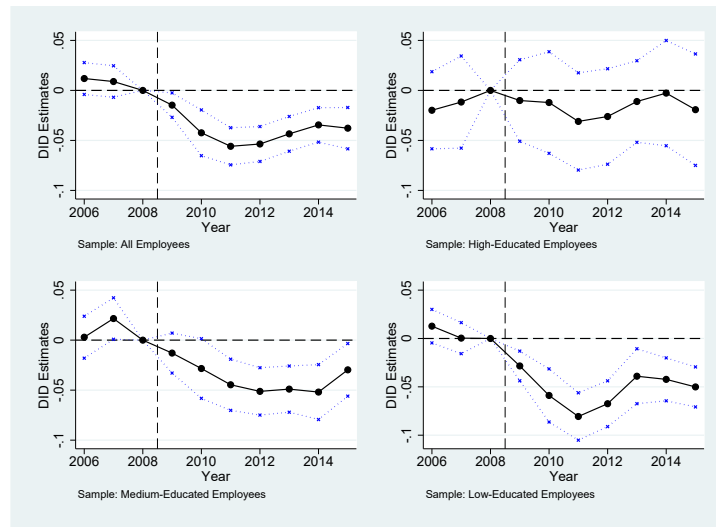 .05
0
-.05
-.1
DID Estimates
2006 2008 2010 2012 2014
Year
Sample: All Employees
.05
0
-.05
-.1
DID Estimates
2006 2008 2010 2012 2014
Year
Sample: High-Educated Employees
.05
0
-.05
-.1
DID Estimates
2006 2008 2010 2012 2014
Year
Sample: Medium-Educated Employees
.05
0
-.05
-.1
DID Estimates
2006 2008 2010 2012 2014
Year
Sample: Low-Educated Employees